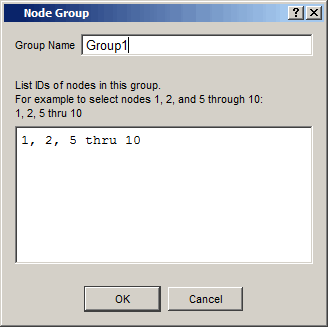 Node Group
Group Name Group1
List IDs of nodes in this group.
For example to select nodes 1, 2, and 5 through 10:
1, 2, 5 thru 10
1, 2, 5 thru 10
OK Cancel